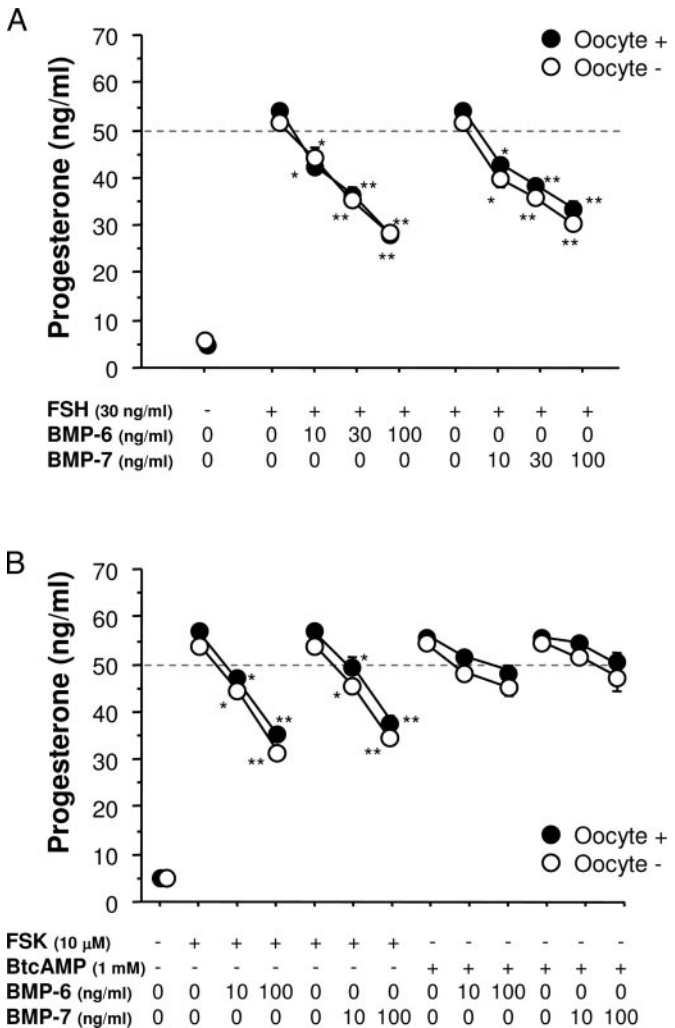 A
Oocyte +
Oocyte -
Progesterone (ng/ml)
70
60
50
40
30
20
10
0
* * ** ** ** **
* * ** ** ** **
FSH (30 ng/ml) - + + + + + + + +
BMP-6 (ng/ml) 0 0 10 30 100 0 0 0 0
BMP-7 (ng/ml) 0 0 0 0 0 0 10 30 100
B
Progesterone (ng/ml)
70
60
50
40
30
20
10
0
* * ** **
* * ** **
Oocyte +
Oocyte -
FSK (10 μM) - + + + + + + - - - - - -
BtcAMP (1 mM) - - - - - - - + + + + + +
BMP-6 (ng/ml) 0 0 10 100 0 0 0 0 10 100 0 0 0
BMP-7 (ng/ml) 0 0 0 0 0 10 100 0 0 0 0 10 100